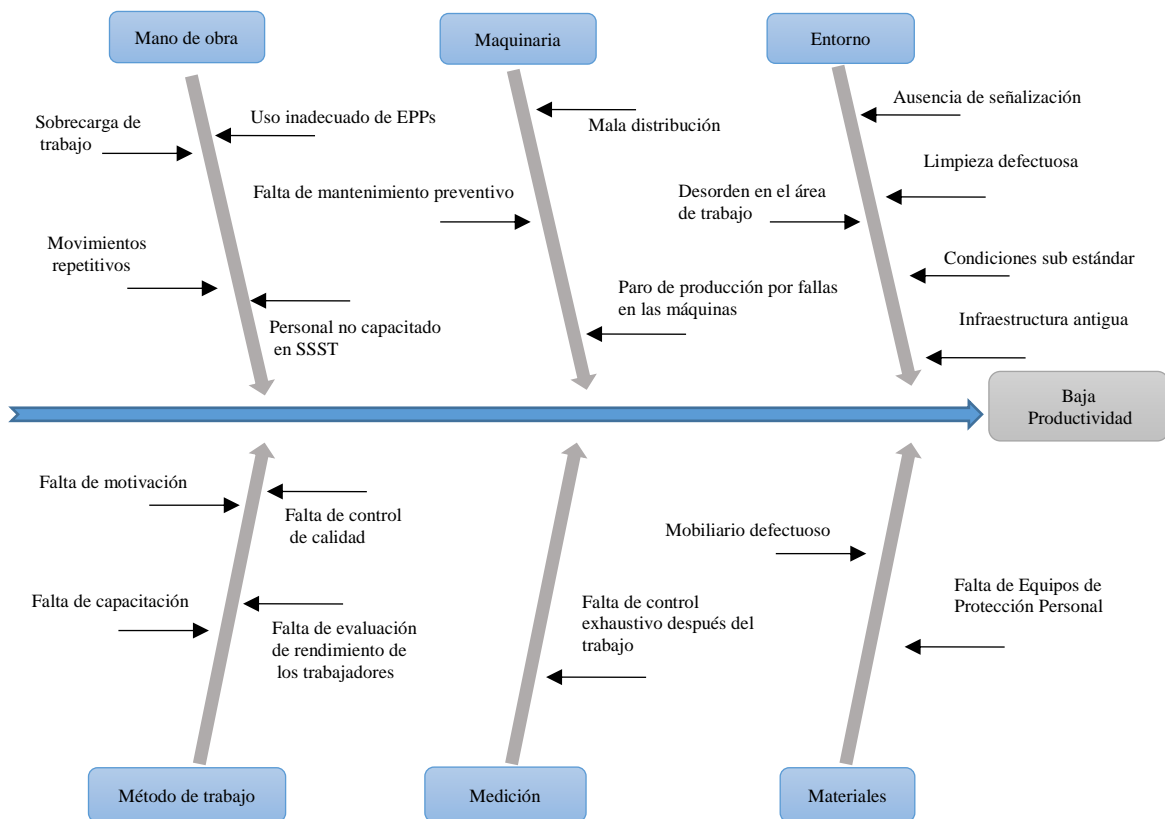 Mano de obra
Maquinaria
Entorno
Sobrecarga de
trabajo
Uso inadecuado de EPPs
Movimientos
repetitivos
Personal no capacitado
en SSST
Mala distribución
Falta de mantenimiento preventivo
Paro de producción por fallas
en las máquinas
Ausencia de señalización
Limpieza defectuosa
Desorden en el área
de trabajo
Condiciones sub estándar
Infraestructura antigua
Baja
Productividad
Falta de motivación
Falta de control
de calidad
Falta de capacitación
Falta de evaluación
de rendimiento de
los trabajadores
Falta de control
exhaustivo después del
trabajo
Mobiliario defectuoso
Falta de Equipos de
Protección Personal
Método de trabajo
Medición
Materiales